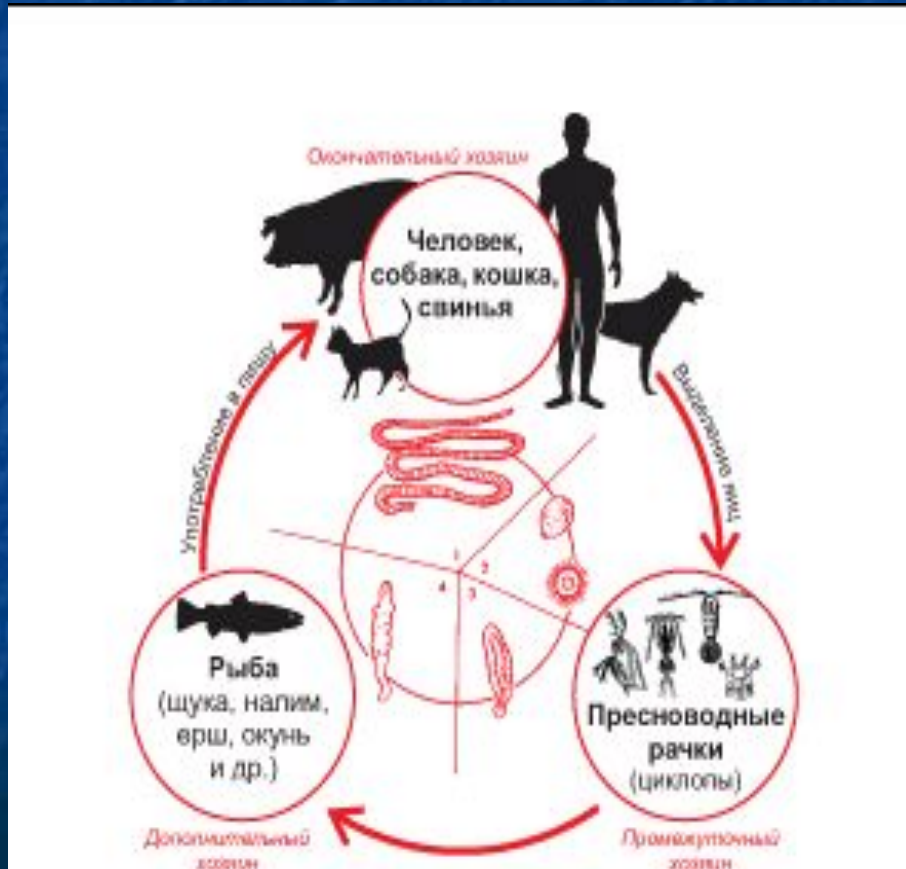 Окончательный хозяин
Человек,
собака, кошка,
свинья
Употребление в пищу
Выделение яиц
1
2
3
4
Рыба
(щука, налим,
ерш, окунь
и др.)
Дополнительный
хозяин
Пресноводные
рачки
(циклопы)
Промежуточный
хозяин